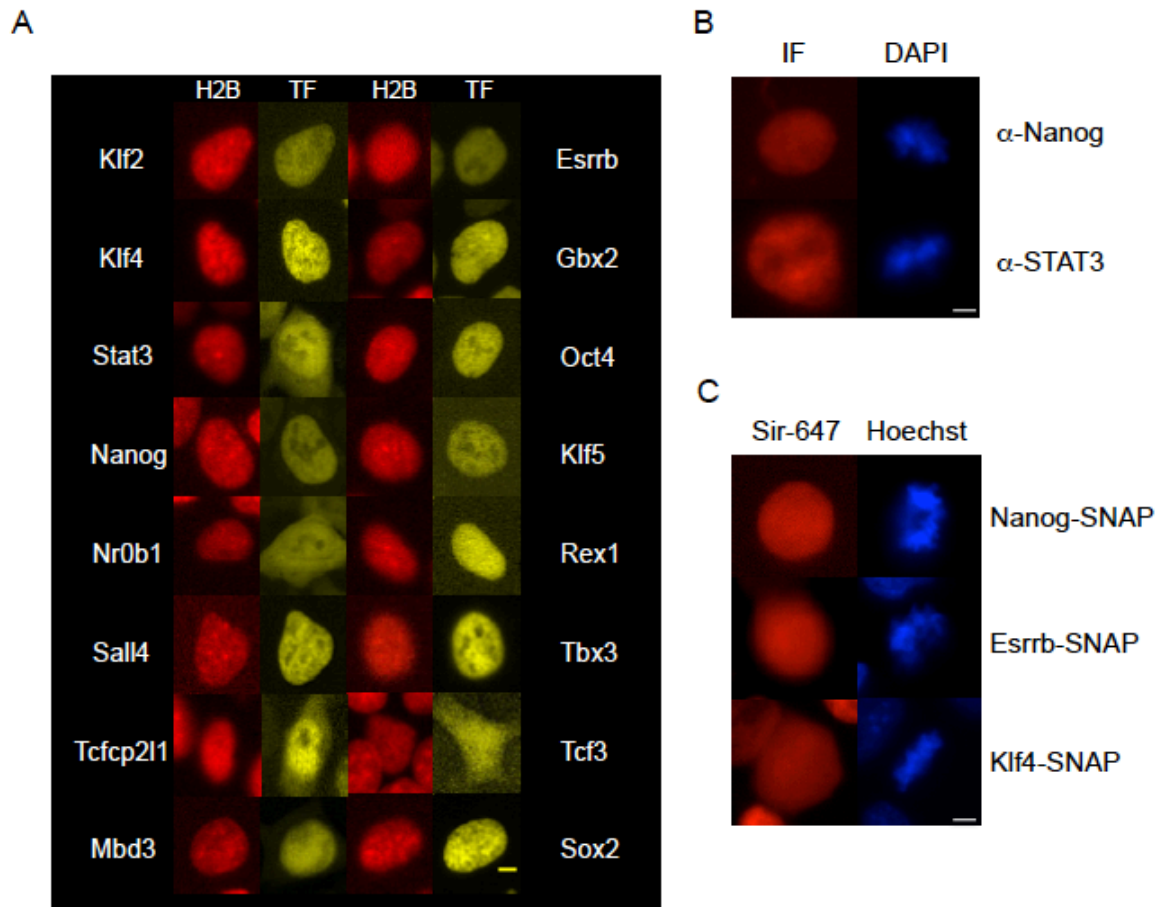 A
H2B TF H2B TF
Klf2 Esrrb
Klf4 Gbx2
Stat3 Oct4
Nanog Klf5
Nr0b1 Rex1
Sall4 Tbx3
Tcfcp2l1 Tcf3
Mbd3 Sox2
B
IF DAPI
α-Nanog
α-STAT3
C
Sir-647 Hoechst
Nanog-SNAP
Esrrb-SNAP
Klf4-SNAP